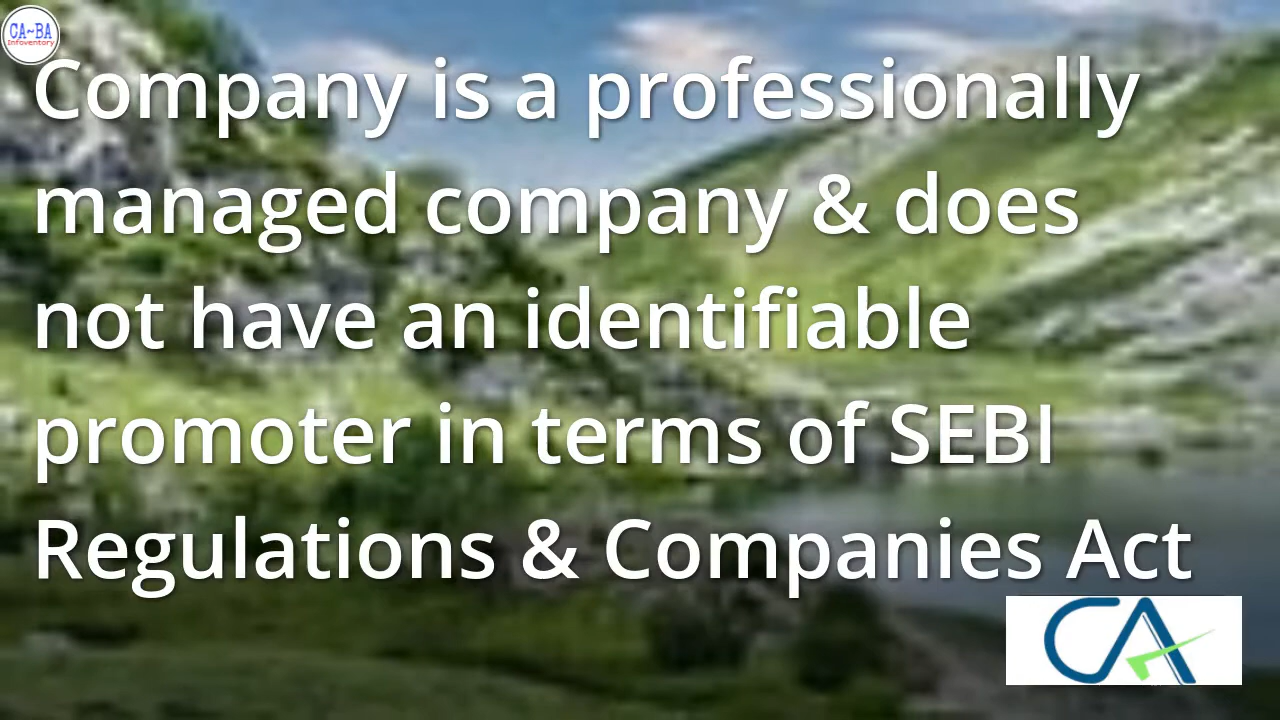 CA~BA
Infoventory
Company is a professionally
managed company & does
not have an identifiable
promoter in terms of SEBI
Regulations & Companies Act
CA